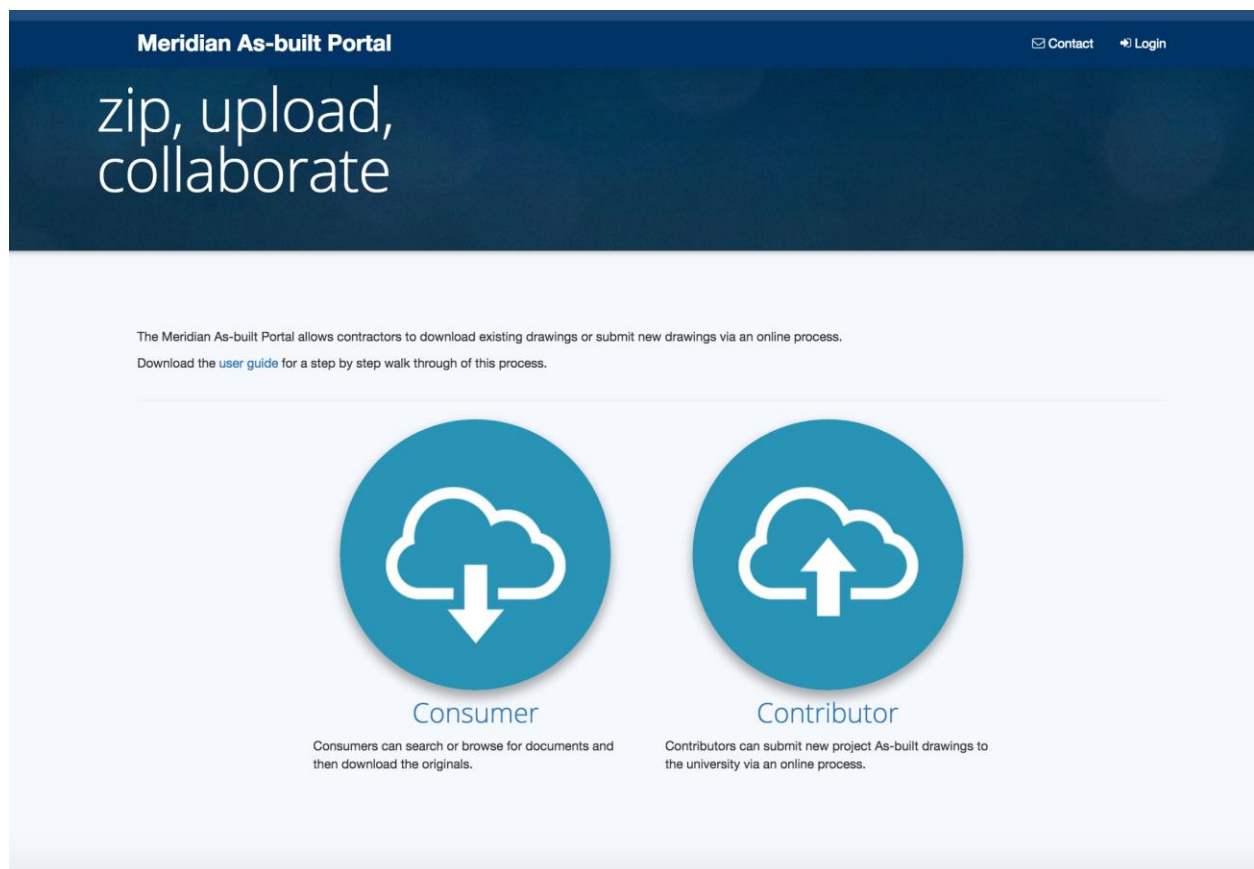 Meridian As-built Portal
Contact
Login
zip, upload,
collaborate
The Meridian As-built Portal allows contractors to download existing drawings or submit new drawings via an online process.
Download the user guide for a step by step walk through of this process.
Consumer
Consumers can search or browse for documents and
then download the originals.
Contributor
Contributors can submit new project As-built drawings to
the university via an online process.